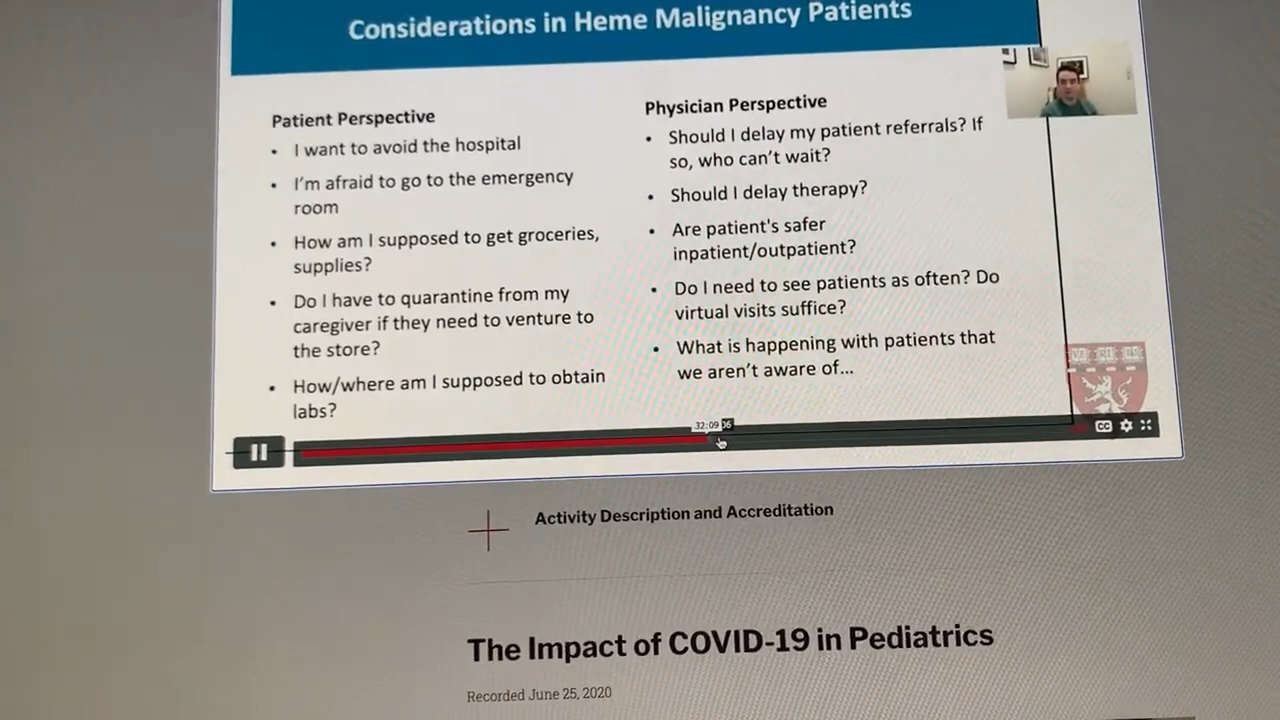 Considerations in Heme Malignancy Patients
Patient Perspective
• I want to avoid the hospital
• I'm afraid to go to the emergency
room
• How am I supposed to get groceries,
supplies?
• Do I have to quarantine from my
caregiver if they need to venture to
the store?
• How/where am I supposed to obtain
labs?
Physician Perspective
• Should I delay my patient referrals? If
so, who can't wait?
• Should I delay therapy?
• Are patient's safer
inpatient/outpatient?
• Do I need to see patients as often? Do
virtual visits suffice?
• What is happening with patients that
we aren't aware of...
32:09
CC
Activity Description and Accreditation
The Impact of COVID-19 in Pediatrics
Recorded June 25, 2020